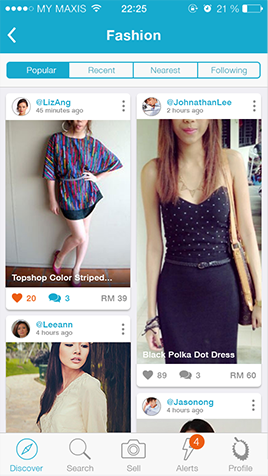 MY MAXIS 22:25 21 %
Fashion
Popular Recent Nearest Following
@LizAng
45 minutes ago
Topshop Color Striped...
20 3 RM 39
@Leeann
4 hours ago
@JohnathanLee
2 hours ago
Black Polka Dot Dress
89 3 RM 60
@Jasonong
4 hours ago
4
Discover Search Sell Alerts Profile